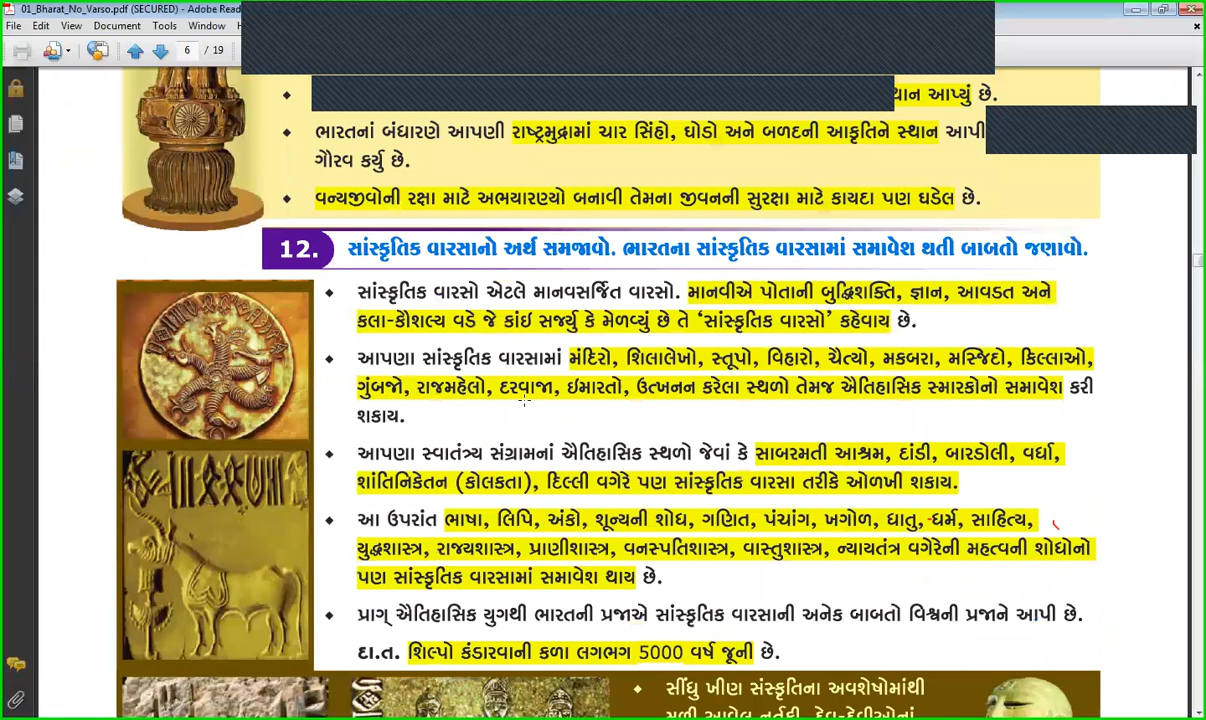 01_Bharat_No_Varso.pdf (SECURED) - Adobe Read
File Edit View Document Tools Window
6 / 19
સ્થાન આપ્યું છે.
ભારતનાં બંધારણે આપણી રાષ્ટ્રમુદ્રામાં ચાર સિંહો, ઘોડો અને બળદની આકૃતિને સ્થાન આપી
ગૌરવ કર્યુ છે.
વન્યજીવોની રક્ષા માટે અભયારણ્યો બનાવી તેમના જીવનની સુરક્ષા માટે કાયદા પણ ઘડેલ છે.
12. સાંસ્કૃતિક વારસાનો અર્થ સમજાવો. ભારતના સાંસ્કૃતિક વારસામાં સમાવેશ થતી બાબતો જણાવો.
સાંસ્કૃતિક વારસો એટલે માનવસર્જિત વારસો. માનવીએ પોતાની બુદ્ધિશક્તિ, જ્ઞાન, આવડત અને
કલા-કૌશલ્ય વડે જે કાંઇ સર્જ્યુ કે મેળવ્યું છે તે ‘સાંસ્કૃતિક વારસો’ કહેવાય છે.
આપણા સાંસ્કૃતિક વારસામાં મંદિરો, શિલાલેખો, સ્તૂપો, વિહારો, ચૈત્યો, મકબરા, મસ્જિદો, કિલ્લાઓ,
ગુંબજો, રાજમહેલો, દરવાજા, ઇમારતો, ઉત્ખનન કરેલા સ્થળો તેમજ ઐતિહાસિક સ્મારકોનો સમાવેશ કરી
શકાય.
આપણા સ્વાતંત્ર્ય સંગ્રામનાં ઐતિહાસિક સ્થળો જેવાં કે સાબરમતી આશ્રમ, દાંડી, બારડોલી, વર્ધા,
શાંતિનિકેતન (કોલકતા), દિલ્લી વગેરે પણ સાંસ્કૃતિક વારસા તરીકે ઓળખી શકાય.
આ ઉપરાંત ભાષા, લિપિ, અંકો, શૂન્યની શોધ, ગણિત, પંચાંગ, ખગોળ, ધાતુ, ધર્મ, સાહિત્ય,
યુદ્ધશાસ્ત્ર, રાજ્યશાસ્ત્ર, પ્રાણીશાસ્ત્ર, વનસ્પતિશાસ્ત્ર, વાસ્તુશાસ્ત્ર, ન્યાયતંત્ર વગેરેની મહત્વની શોધોનો
પણ સાંસ્કૃતિક વારસામાં સમાવેશ થાય છે.
પ્રાગ્ ઐતિહાસિક યુગથી ભારતની પ્રજાએ સાંસ્કૃતિક વારસાની અનેક બાબતો વિશ્વની પ્રજાને આપી છે.
દા.ત. શિલ્પો કંડારવાની કળા લગભગ 5000 વર્ષ જૂની છે.
સીંધુ ખીણ સંસ્કૃતિના અવશેષોમાંથી